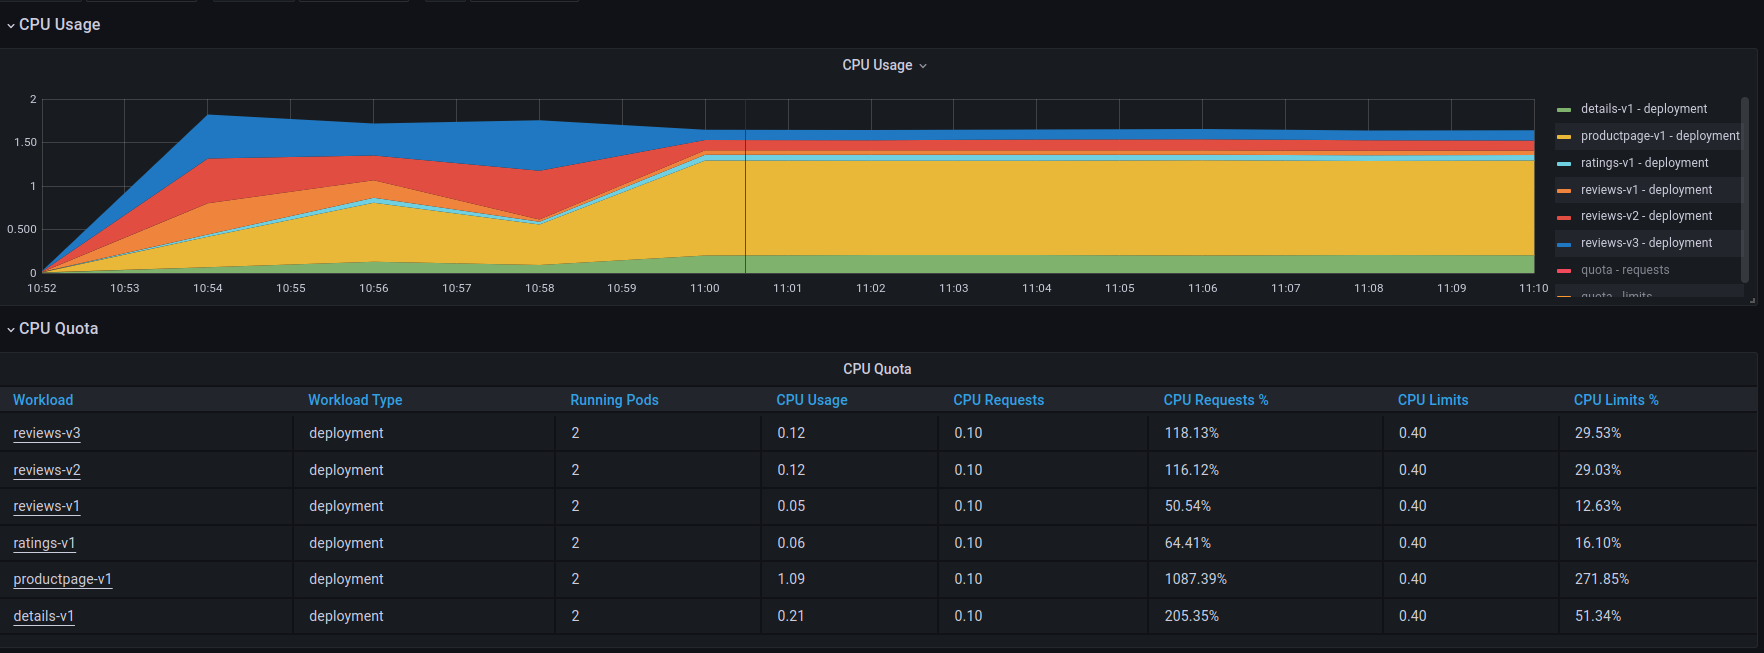 CPU Usage
CPU Usage
2
1.50
1
0.500
0
10:52 10:53 10:54 10:55 10:56 10:57 10:58 10:59 11:00 11:01 11:02 11:03 11:04 11:05 11:06 11:07 11:08 11:09 11:10
details-v1 - deployment
productpage-v1 - deployment
ratings-v1 - deployment
reviews-v1 - deployment
reviews-v2 - deployment
reviews-v3 - deployment
quota - requests
quota - limits
CPU Quota
CPU Quota
Workload Workload Type Running Pods CPU Usage CPU Requests CPU Requests % CPU Limits CPU Limits %
reviews-v3 deployment 2 0.12 0.10 118.13% 0.40 29.53%
reviews-v2 deployment 2 0.12 0.10 116.12% 0.40 29.03%
reviews-v1 deployment 2 0.05 0.10 50.54% 0.40 12.63%
ratings-v1 deployment 2 0.06 0.10 64.41% 0.40 16.10%
productpage-v1 deployment 2 1.09 0.10 1087.39% 0.40 271.85%
details-v1 deployment 2 0.21 0.10 205.35% 0.40 51.34%